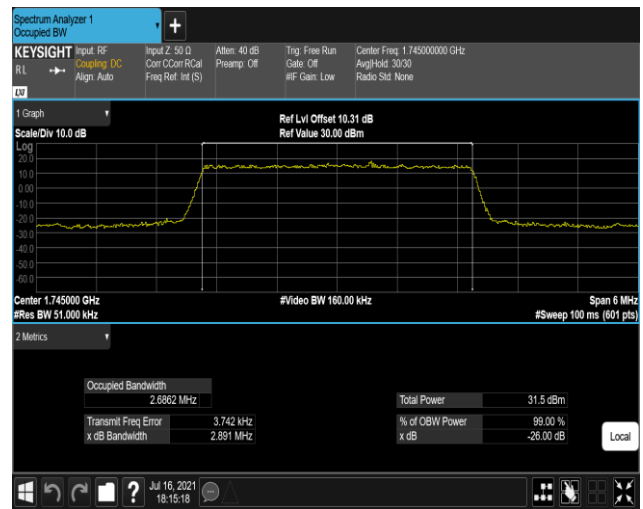 Spectrum Analyzer 1
Occupied BW
KEYSIGHT
Input: RF
Coupling: DC
Align: Auto
Input Z: 50 Ω
Corr CCorr RCal
Freq Ref: Int (S)
Atten: 40 dB
Preamp: Off
Trig: Free Run
Gate: Off
#IF Gain: Low
Center Freq: 1.745000000 GHz
Avg|Hold: 30/30
Radio Std: None
R L
LXI
1 Graph
Scale/Div 10.0 dB
Ref Lvl Offset 10.31 dB
Ref Value 30.00 dBm
Log
20.0
10.0
0.00
-10.0
-20.0
-30.0
-40.0
-50.0
-60.0
Center 1.745000 GHz
#Res BW 51.000 kHz
#Video BW 160.00 kHz
Span 6 MHz
#Sweep 100 ms (601 pts)
2 Metrics
Occupied Bandwidth
2.6862 MHz
Transmit Freq Error 3.742 kHz
x dB Bandwidth 2.891 MHz
Total Power 31.5 dBm
% of OBW Power 99.00 %
x dB -26.00 dB
Local
Jul 16, 2021
18:15:18